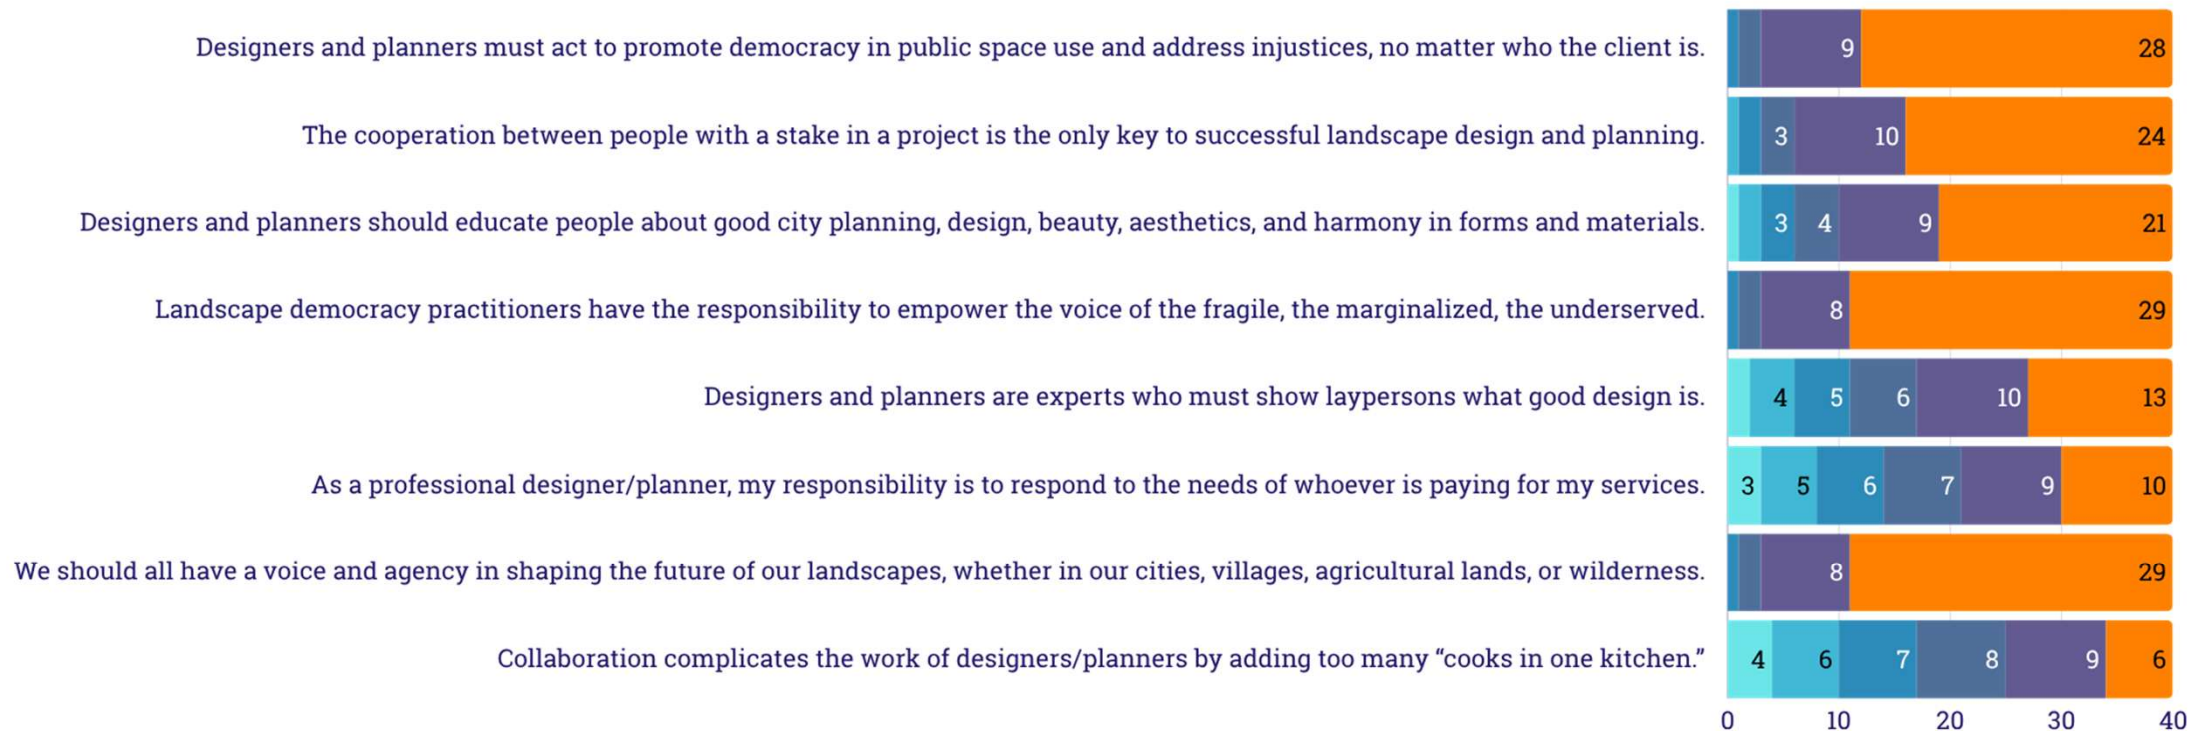 Designers and planners must act to promote democracy in public space use and address injustices, no matter who the client is. 9 28
The cooperation between people with a stake in a project is the only key to successful landscape design and planning. 3 10 24
Designers and planners should educate people about good city planning, design, beauty, aesthetics, and harmony in forms and materials. 3 4 9 21
Landscape democracy practitioners have the responsibility to empower the voice of the fragile, the marginalized, the underserved. 8 29
Designers and planners are experts who must show laypersons what good design is. 4 5 6 10 13
As a professional designer/planner, my responsibility is to respond to the needs of whoever is paying for my services. 3 5 6 7 9 10
We should all have a voice and agency in shaping the future of our landscapes, whether in our cities, villages, agricultural lands, or wilderness. 8 29
Collaboration complicates the work of designers/planners by adding too many “cooks in one kitchen.” 4 6 7 8 9 6
0 10 20 30 40